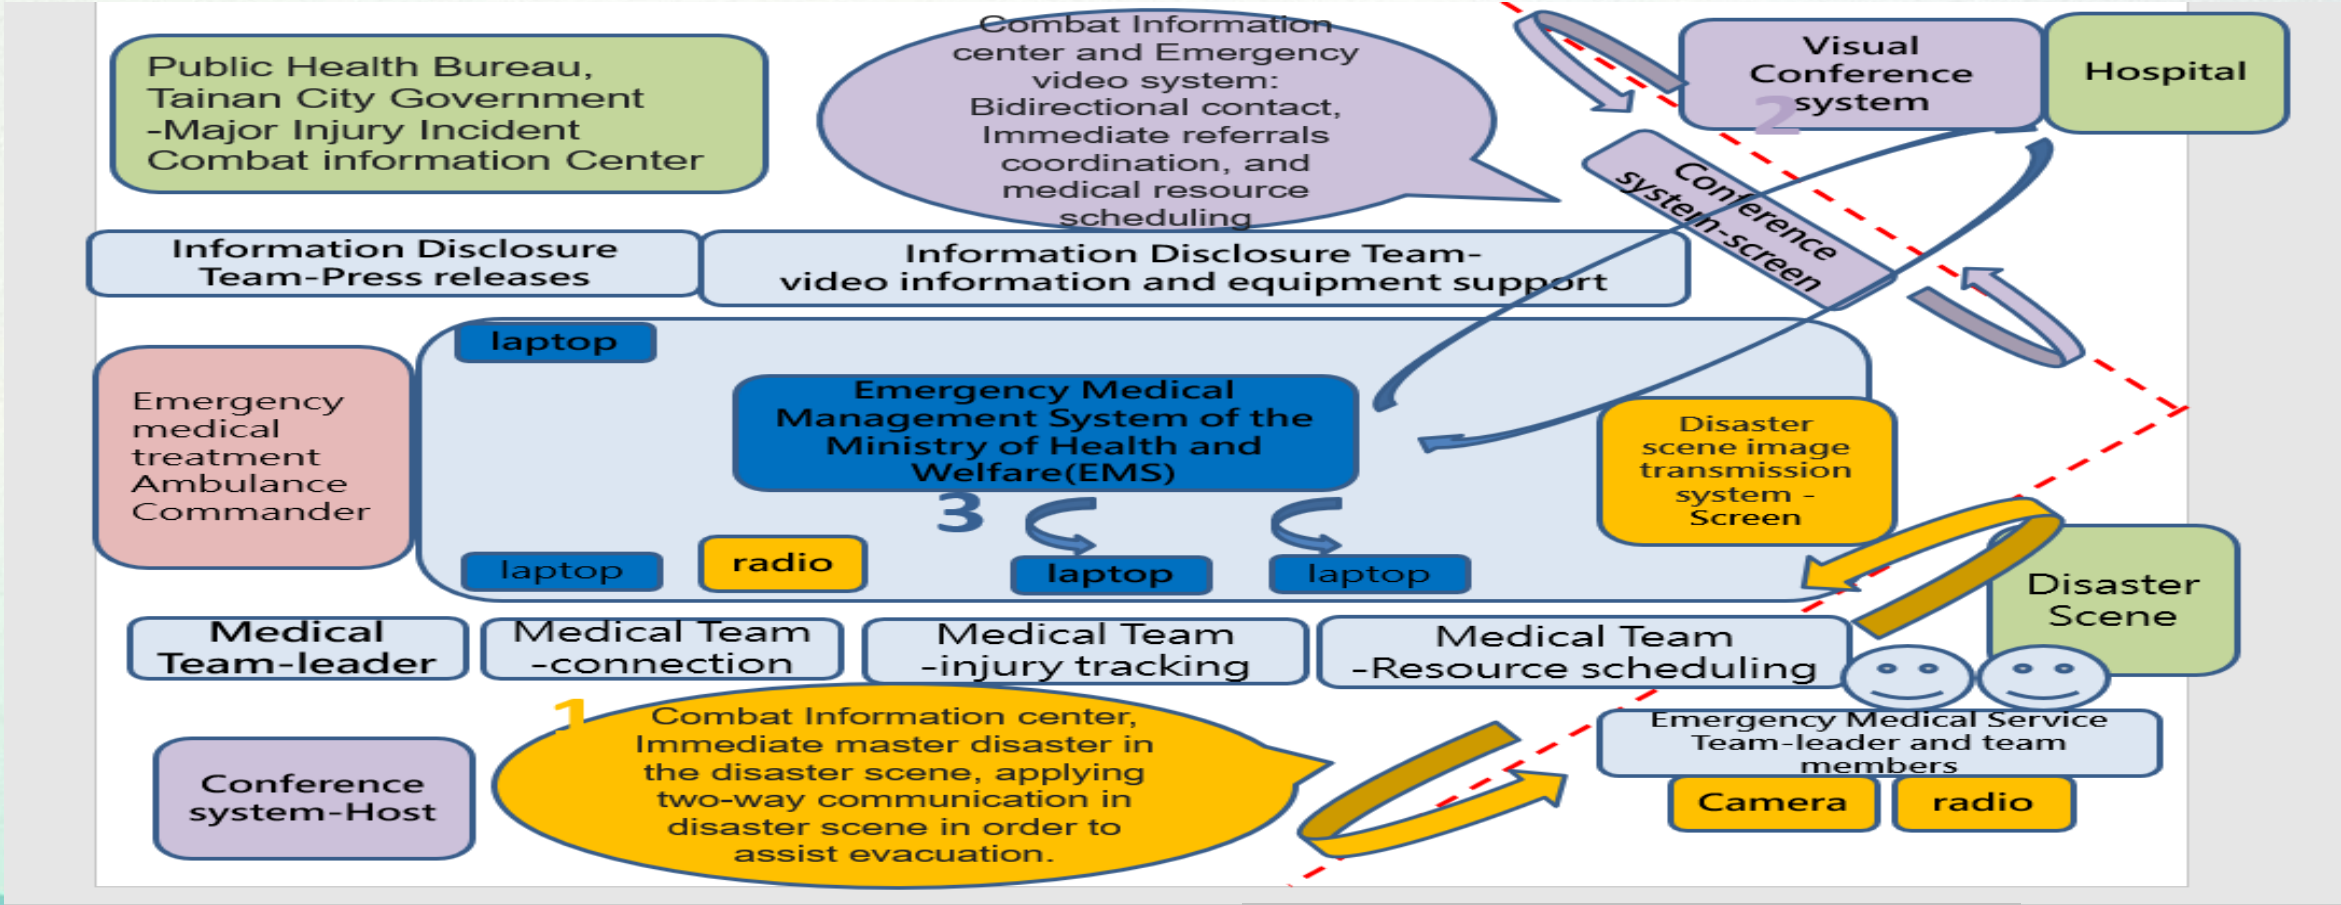 Public Health Bureau,
Tainan City Government
-Major Injury Incident
Combat information Center
Combat Information
center and Emergency
video system:
Bidirectional contact,
Immediate referrals
coordination, and
medical resource
scheduling
Visual
Conference
system
2
Hospital
Conference
system-screen
Information Disclosure
Team-Press releases
Information Disclosure Team-
video information and equipment support
Emergency
medical
treatment
Ambulance
Commander
laptop
Emergency Medical
Management System of the
Ministry of Health and
Welfare(EMS)
3
Disaster
scene image
transmission
system -
Screen
laptop
radio
laptop
laptop
Disaster
Scene
Medical
Team-leader
Medical Team
-connection
Medical Team
-injury tracking
Medical Team
-Resource scheduling
1
Combat Information center,
Immediate master disaster in
the disaster scene, applying
two-way communication in
disaster scene in order to
assist evacuation.
Conference
system-Host
Emergency Medical Service
Team-leader and team
members
Camera
radio